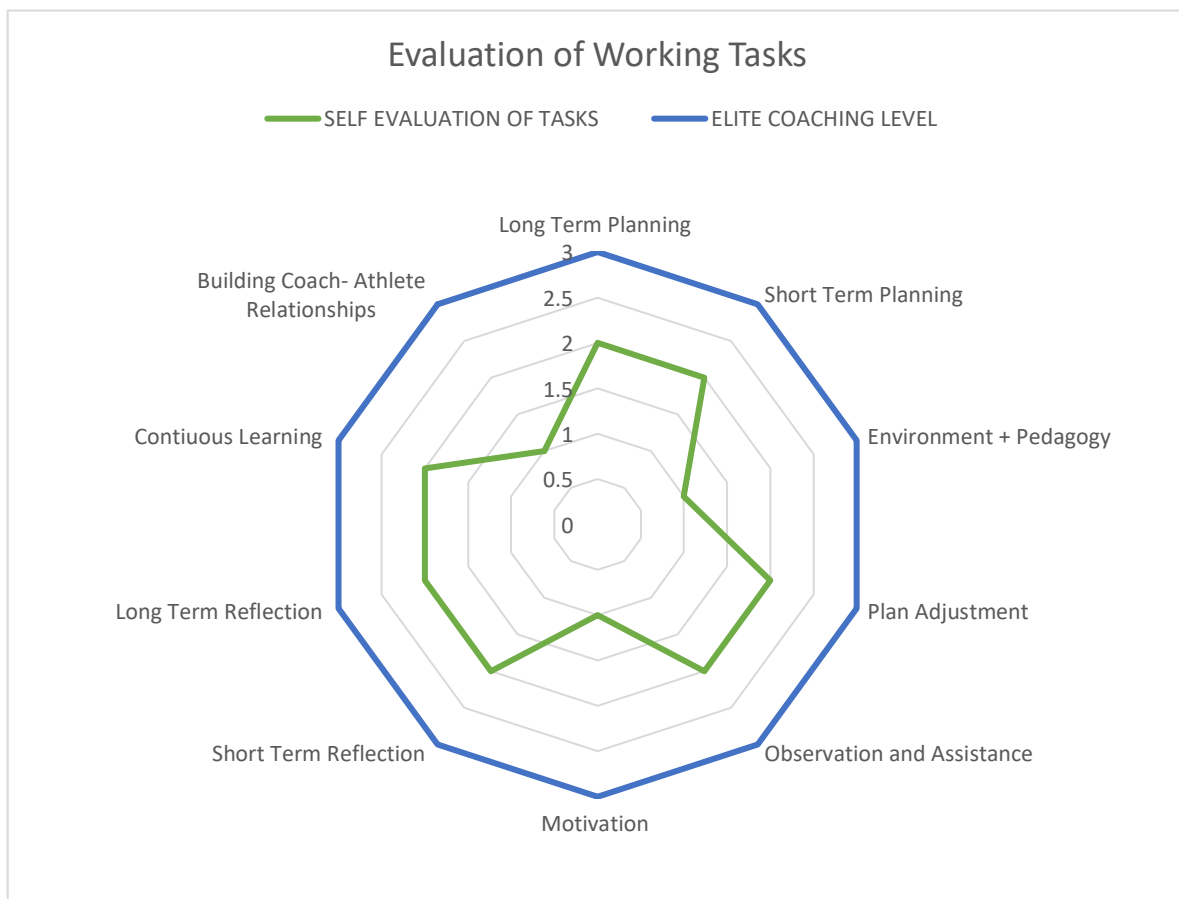 Evaluation of Working Tasks
SELF EVALUATION OF TASKS
ELITE COACHING LEVEL
Long Term Planning
3
Building Coach- Athlete
Relationships
Short Term Planning
2.5
2
1.5
Contiuous Learning
Environment + Pedagogy
1
0.5
0
Long Term Reflection
Plan Adjustment
Short Term Reflection
Observation and Assistance
Motivation